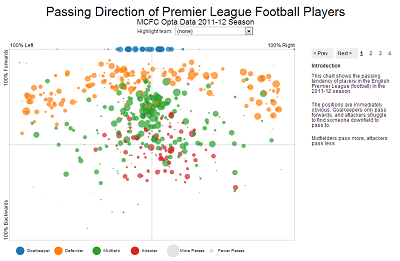 Passing Direction of Premier League Football Players
MCFC Opta Data 2011-12 Season
Highlight team: (none)
100% Left
100% Right
100% Forwards
100% Backwards
< Prev Next > 1 2 3 4
Introduction
This chart shows the passing
tendency of players in the English
Premier League (football) in the
2011-12 season.
The positions are immediately
obvious. Goalkeepers only pass
forwards, and attackers struggle
to find someone downfield to
pass to.
Midfielders pass more, attackers
pass less
Goalkeeper Defender Midfield Attacker More Passes Fewer Passes